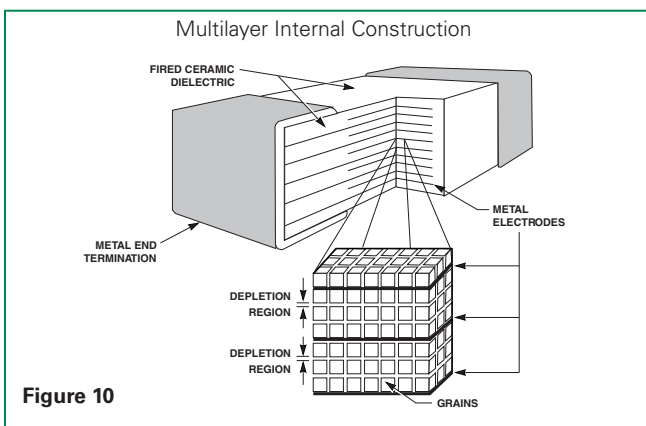 Multilayer Internal Construction
FIRED CERAMIC
DIELECTRIC
METAL
ELECTRODES
METAL END
TERMINATION
DEPLETION
REGION
DEPLETION
REGION
GRAINS
Figure 10